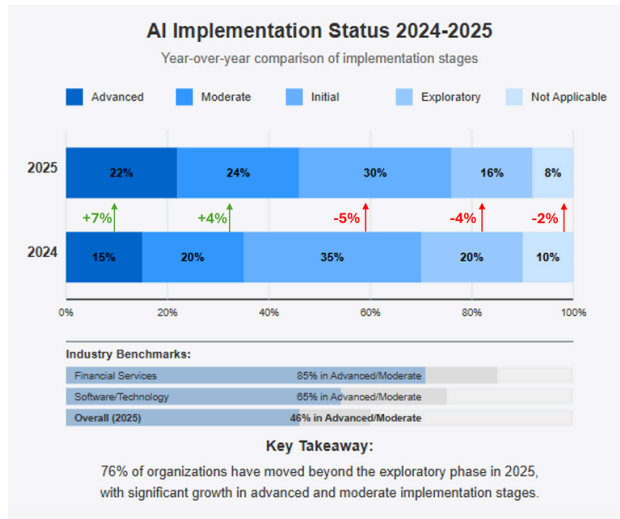 AI Implementation Status 2024-2025
Year-over-year comparison of implementation stages
Advanced Moderate Initial Exploratory Not Applicable
2025 22% 24% 30% 16% 8%
+7% +4% -5% -4% -2%
2024 15% 20% 35% 20% 10%
0% 20% 40% 60% 80% 100%
Industry Benchmarks:
Financial Services 85% in Advanced/Moderate
Software/Technology 65% in Advanced/Moderate
Overall (2025) 46% in Advanced/Moderate
Key Takeaway:
76% of organizations have moved beyond the exploratory phase in 2025,
with significant growth in advanced and moderate implementation stages.